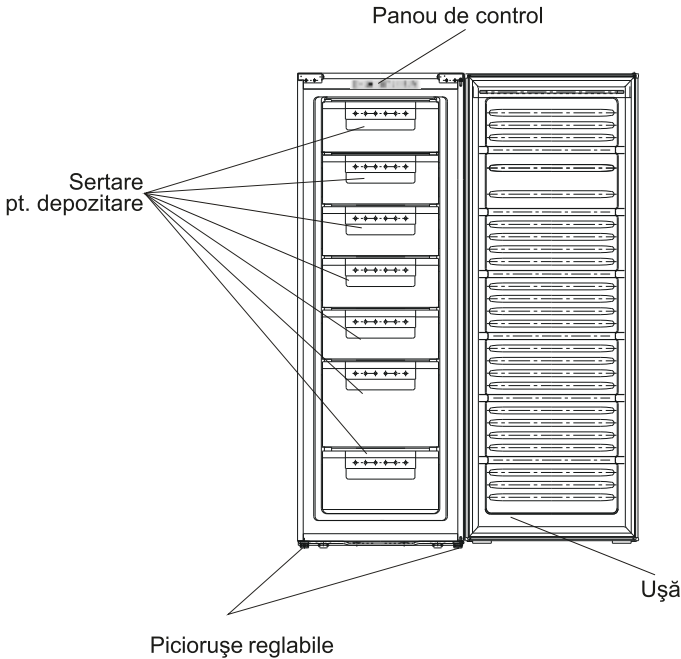 Panou de control
Sertare
pt. depozitare
Uşă
Picioruşe reglabile